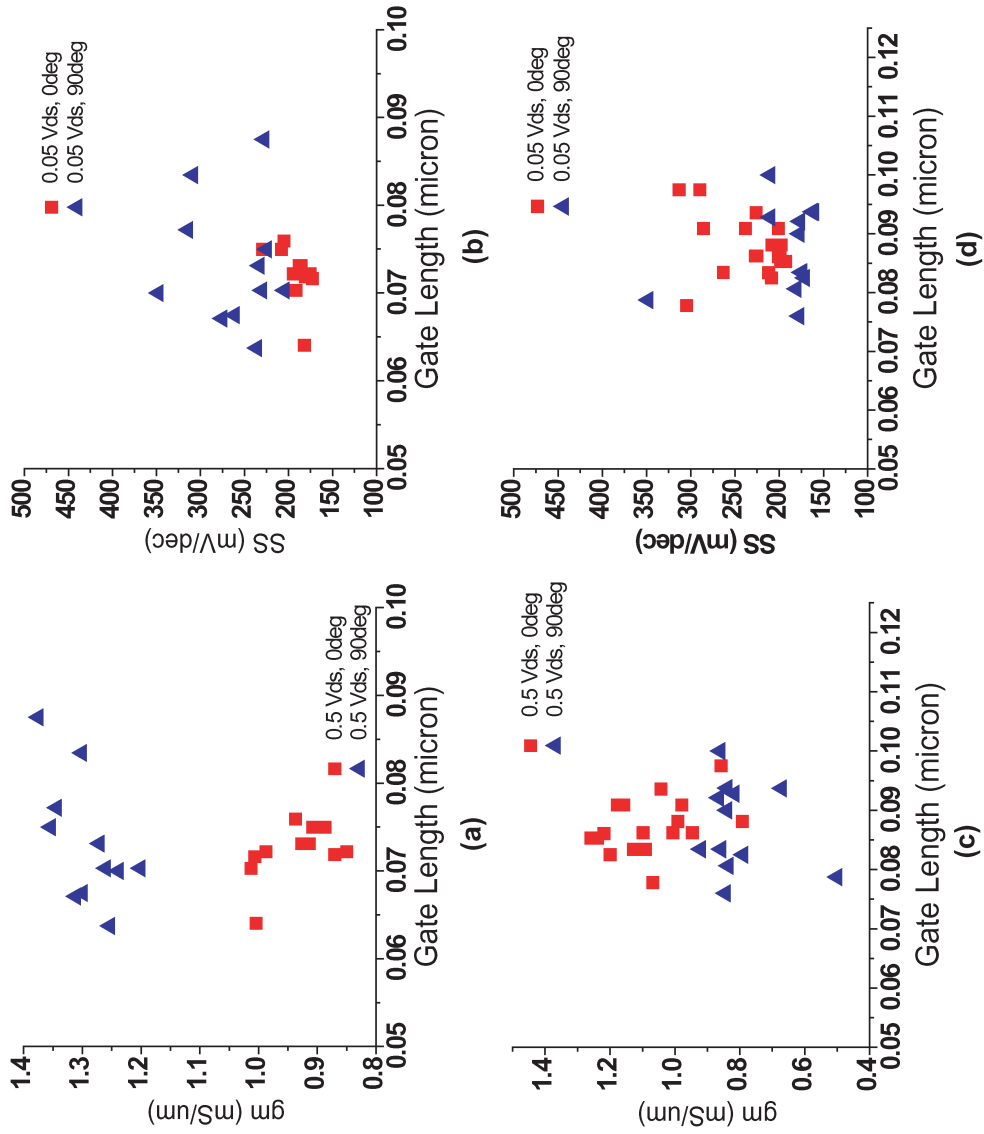 gm (mS/um)
1.4
1.3
1.2
1.0
0.9
0.8
0.5 Vds, 0deg
0.5 Vds, 90deg
0.05 0.06 0.07 0.08 0.09 0.10
Gate Length (micron)
(a)
SS (mV/dec)
500
450
400
350
300
250
200
150
100
0.05 Vds, 0deg
0.05 Vds, 90deg
0.05 0.06 0.07 0.08 0.09 0.10
Gate Length (micron)
(b)
gm (mS/um)
1.4
1.2
1.0
0.8
0.6
0.4
0.5 Vds, 0deg
0.5 Vds, 90deg
0.05 0.06 0.07 0.08 0.09 0.10 0.11 0.12
Gate Length (micron)
(c)
SS (mV/dec)
500
450
400
350
300
250
200
150
100
0.05 Vds, 0deg
0.05 Vds, 90deg
0.05 0.06 0.07 0.08 0.09 0.10 0.11 0.12
Gate Length (micron)
(d)